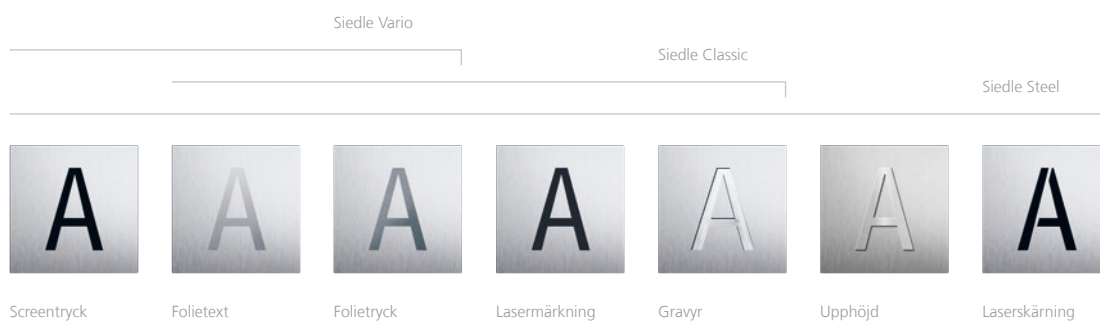 Siedle Vario
Siedle Classic
Siedle Steel
A A A A A A A
Screentryck Folietext Folietryck Lasermärkning Gravyr Upphöjd Laserskärning